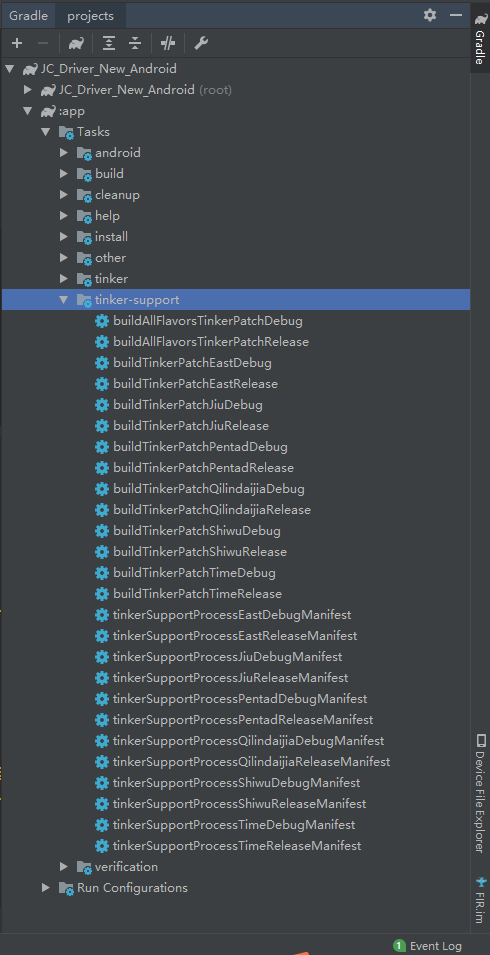 Gradle projects
JC_Driver_New_Android
JC_Driver_New_Android (root)
:app
Tasks
android
build
cleanup
help
install
other
tinker
tinker-support
buildAllFlavorsTinkerPatchDebug
buildAllFlavorsTinkerPatchRelease
buildTinkerPatchEastDebug
buildTinkerPatchEastRelease
buildTinkerPatchJiuDebug
buildTinkerPatchJiuRelease
buildTinkerPatchPentadDebug
buildTinkerPatchPentadRelease
buildTinkerPatchQilindaijiaDebug
buildTinkerPatchQilindaijiaRelease
buildTinkerPatchShiwuDebug
buildTinkerPatchShiwuRelease
buildTinkerPatchTimeDebug
buildTinkerPatchTimeRelease
tinkerSupportProcessEastDebugManifest
tinkerSupportProcessEastReleaseManifest
tinkerSupportProcessJiuDebugManifest
tinkerSupportProcessJiuReleaseManifest
tinkerSupportProcessPentadDebugManifest
tinkerSupportProcessPentadReleaseManifest
tinkerSupportProcessQilindaijiaDebugManifest
tinkerSupportProcessQilindaijiaReleaseManifest
tinkerSupportProcessShiwuDebugManifest
tinkerSupportProcessShiwuReleaseManifest
tinkerSupportProcessTimeDebugManifest
tinkerSupportProcessTimeReleaseManifest
verification
Run Configurations
Gradle
Device File Explorer
FIR.im
1 Event Log